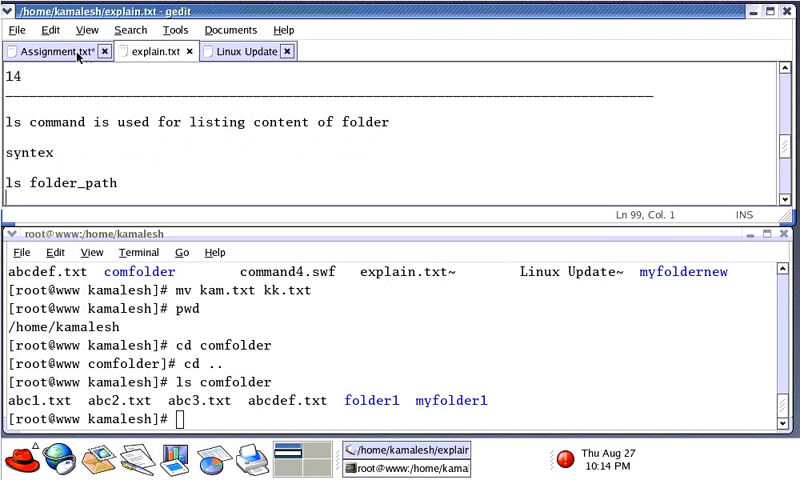 /home/kamalesh/explain.txt - gedit
File Edit View Search Tools Documents Help
Assignment.txt* explain.txt Linux Update
14
ls command is used for listing content of folder
syntex
ls folder_path
Ln 99, Col. 1 INS
root@www:/home/kamalesh
File Edit View Terminal Go Help
abcdef.txt comfolder command4.swf explain.txt~ Linux Update~ myfoldernew
[root@www kamalesh]# mv kam.txt kk.txt
[root@www kamalesh]# pwd
/home/kamalesh
[root@www kamalesh]# cd comfolder
[root@www comfolder]# cd ..
[root@www kamalesh]# ls comfolder
abc1.txt abc2.txt abc3.txt abcdef.txt folder1 myfolder1
[root@www kamalesh]#
/home/kamalesh/explain
root@www:/home/kama
Thu Aug 27
10:14 PM